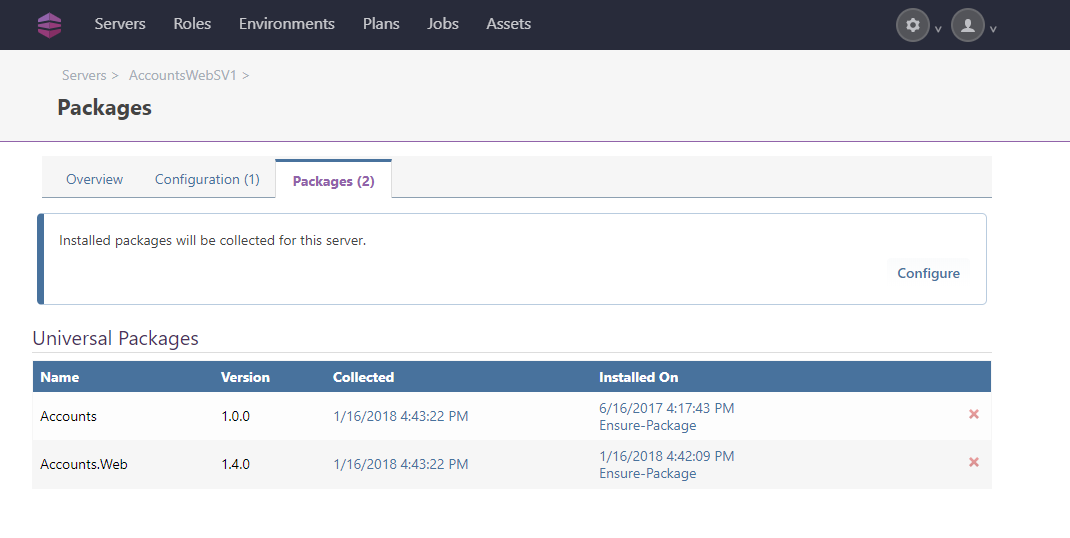 Servers Roles Environments Plans Jobs Assets
Servers > AccountsWebSV1 >
Packages
Overview Configuration (1) Packages (2)
Installed packages will be collected for this server.
Configure
Universal Packages
Name Version Collected Installed On
Accounts 1.0.0 1/16/2018 4:43:22 PM 6/16/2017 4:17:43 PM
Ensure-Package
Accounts.Web 1.4.0 1/16/2018 4:43:22 PM 1/16/2018 4:42:09 PM
Ensure-Package